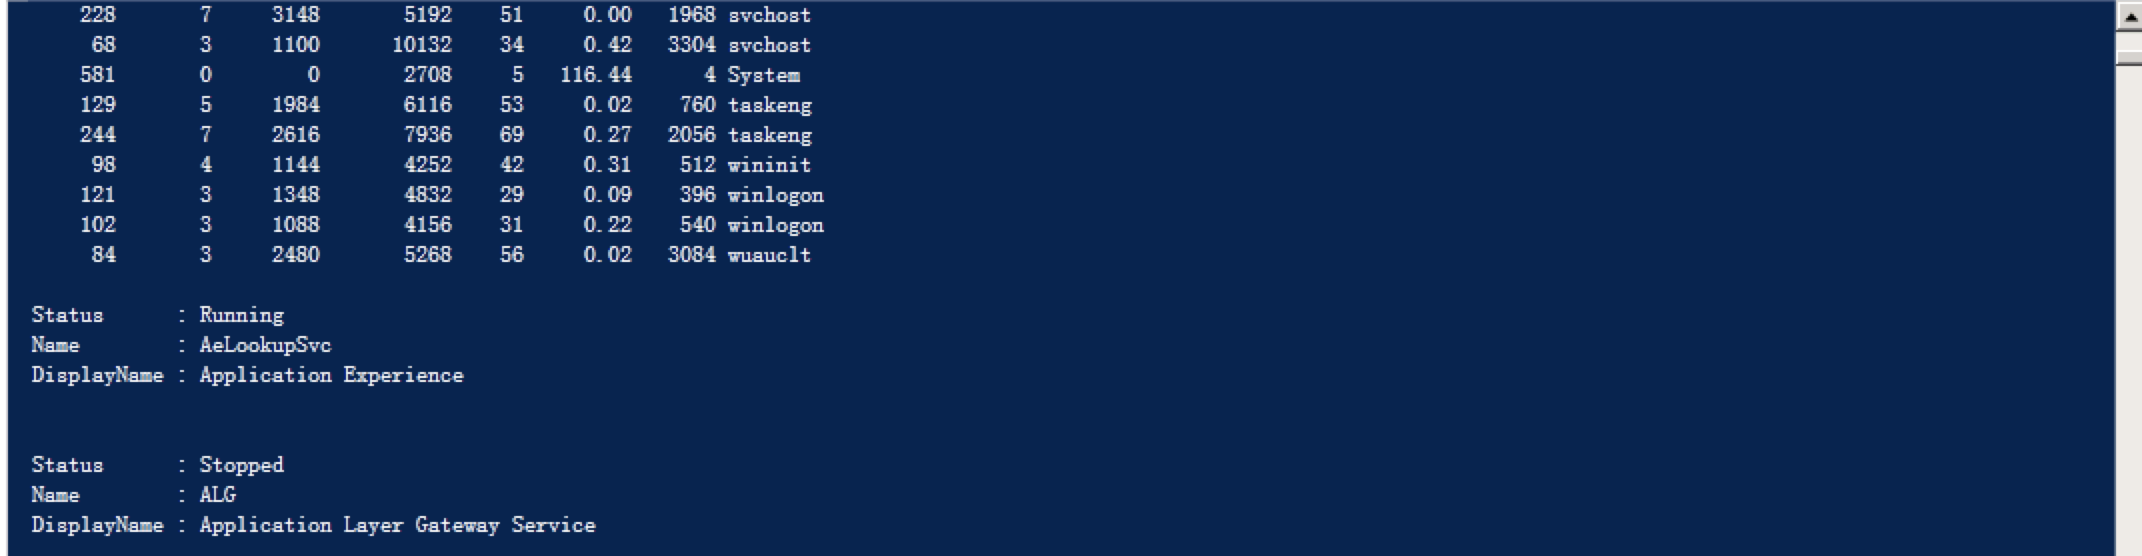 228 7 3148 5192 51 0.00 1968 svchost
68 3 1100 10132 34 0.42 3304 svchost
581 0 0 2708 5 116.44 4 System
129 5 1984 6116 53 0.02 760 taskeng
244 7 2616 7936 69 0.27 2056 taskeng
98 4 1144 4252 42 0.31 512 wininit
121 3 1348 4832 29 0.09 396 winlogon
102 3 1088 4156 31 0.22 540 winlogon
84 3 2480 5268 56 0.02 3084 wuauclt
Status : Running
Name : AeLookupSvc
DisplayName : Application Experience
Status : Stopped
Name : ALG
DisplayName : Application Layer Gateway Service